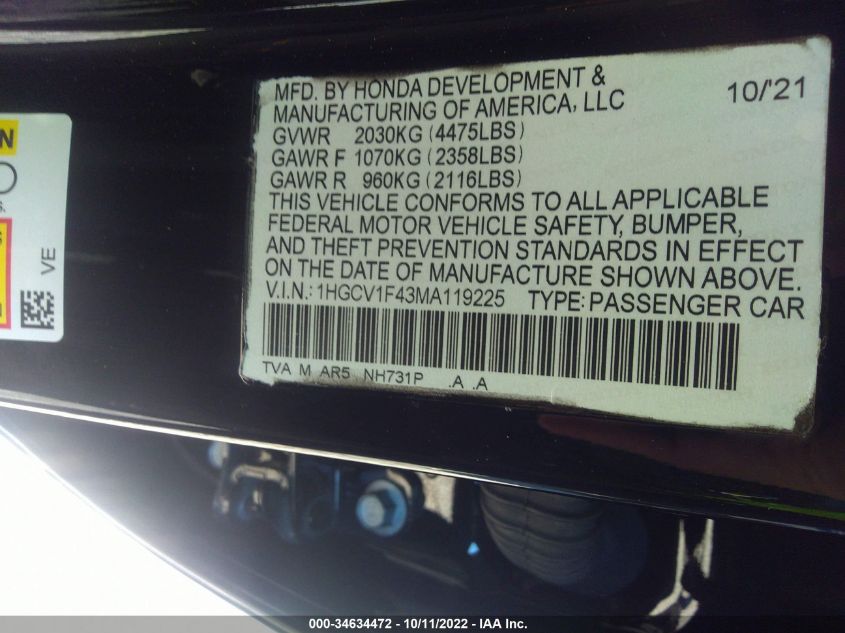 MFD. BY HONDA DEVELOPMENT &
MANUFACTURING OF AMERICA, LLC 10/'21
GVWR 2030KG (4475LBS)
GAWR F 1070KG (2358LBS)
GAWR R 960KG (2116LBS)
THIS VEHICLE CONFORMS TO ALL APPLICABLE
FEDERAL MOTOR VEHICLE SAFETY, BUMPER,
AND THEFT PREVENTION STANDARDS IN EFFECT
ON THE DATE OF MANUFACTURE SHOWN ABOVE.
V.I.N.: 1HGCV1F43MA119225 TYPE: PASSENGER CAR
TVA M AR5 NH731P .A .A
VE
000-34634472 - 10/11/2022 - IAA Inc.